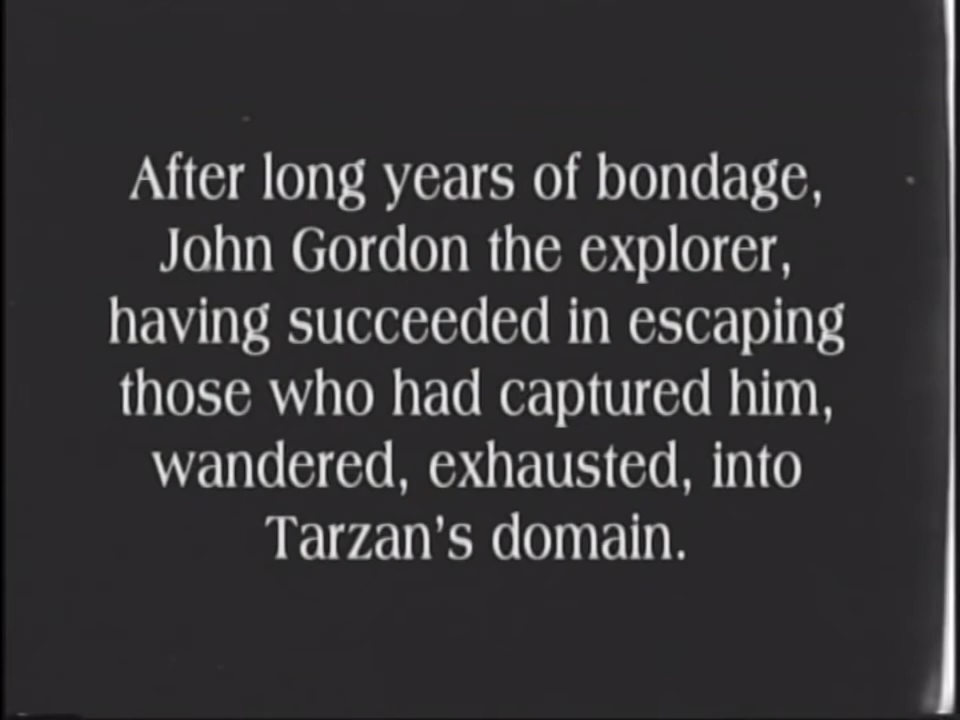 After long years of bondage,
John Gordon the explorer,
having succeeded in escaping
those who had captured him,
wandered, exhausted, into
Tarzan's domain.